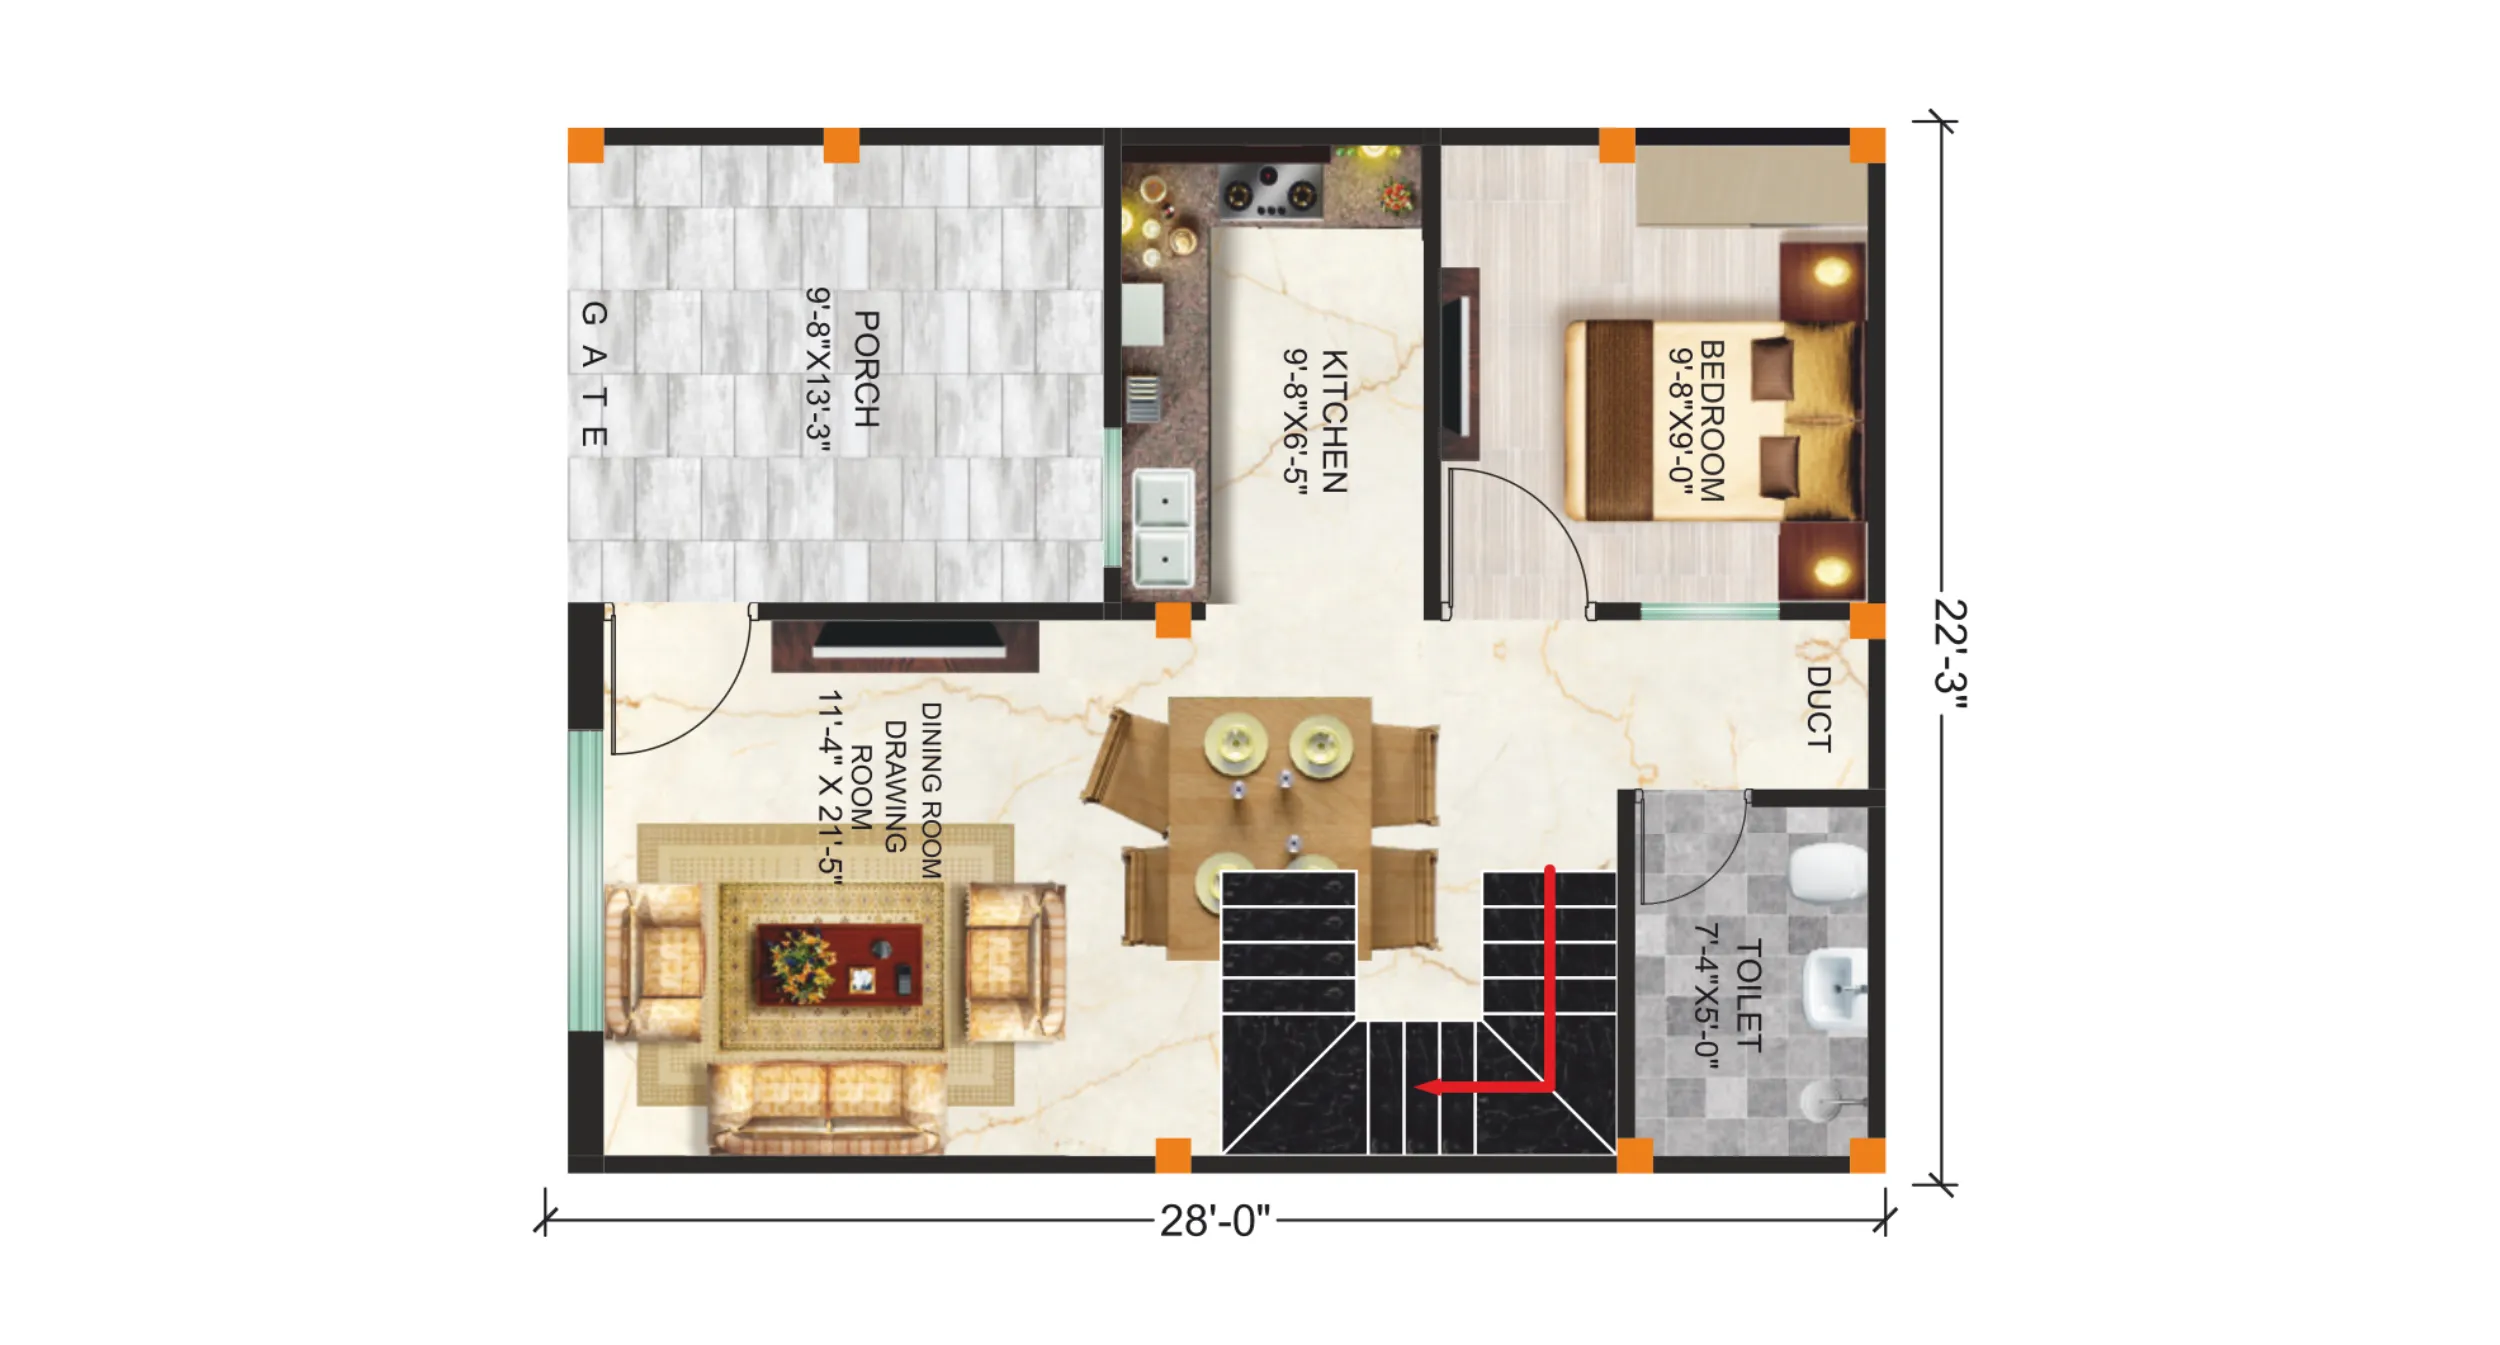 GATE
PORCH
9'-8"X13'-3"
KITCHEN
9'-8"X6'-5"
BEDROOM
9'-8"X9'-0"
DINING ROOM
DRAWING
ROOM
11'-4" X 21'-5"
DUCT
TOILET
7'-4"X5'-0"
22'-3"
28'-0"